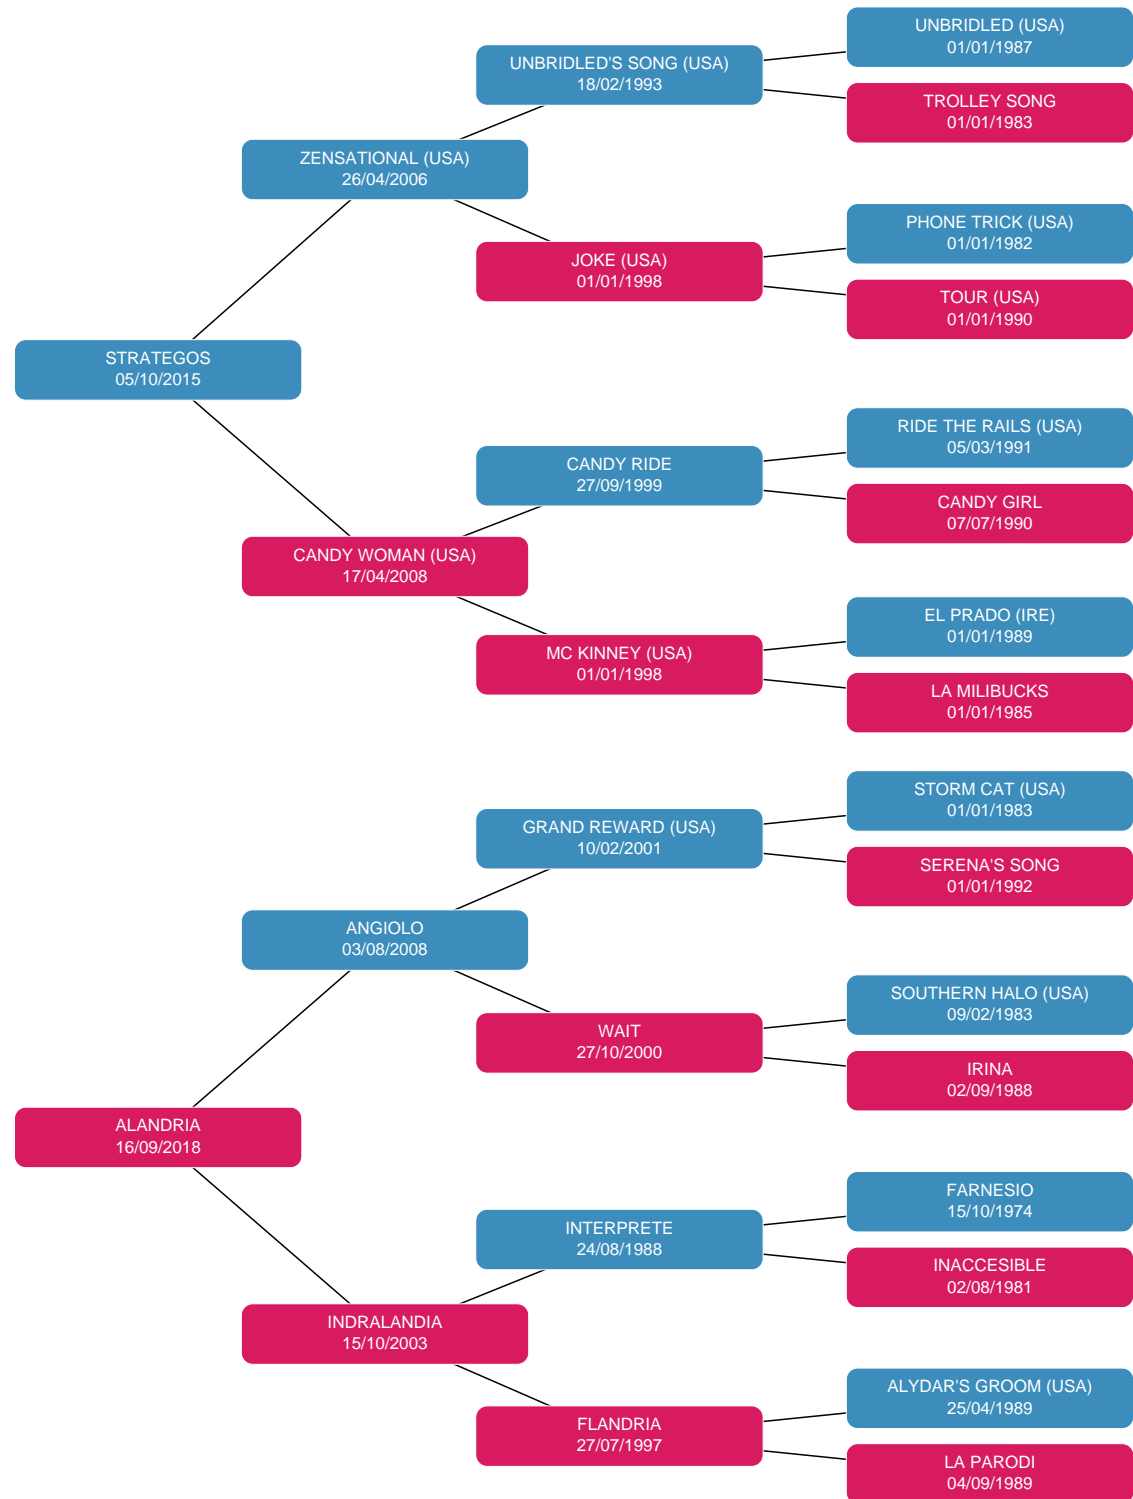 UNBRIDLED (USA)
01/01/1987
UNBRIDLED'S SONG (USA)
18/02/1993
TROLLEY SONG
01/01/1983
ZENSATIONAL (USA)
26/04/2006
PHONE TRICK (USA)
01/01/1982
JOKE (USA)
01/01/1998
TOUR (USA)
01/01/1990
STRATEGOS
05/10/2015
RIDE THE RAILS (USA)
05/03/1991
CANDY RIDE
27/09/1999
CANDY GIRL
07/07/1990
CANDY WOMAN (USA)
17/04/2008
EL PRADO (IRE)
01/01/1989
MC KINNEY (USA)
01/01/1998
LA MILIBUCKS
01/01/1985
STORM CAT (USA)
01/01/1983
GRAND REWARD (USA)
10/02/2001
SERENA'S SONG
01/01/1992
ANGIOLO
03/08/2008
SOUTHERN HALO (USA)
09/02/1983
WAIT
27/10/2000
IRINA
02/09/1988
ALANDRIA
16/09/2018
FARNESIO
15/10/1974
INTERPRETE
24/08/1988
INACCESIBLE
02/08/1981
INDRALANDIA
15/10/2003
ALYDAR'S GROOM (USA)
25/04/1989
FLANDRIA
27/07/1997
LA PARODI
04/09/1989